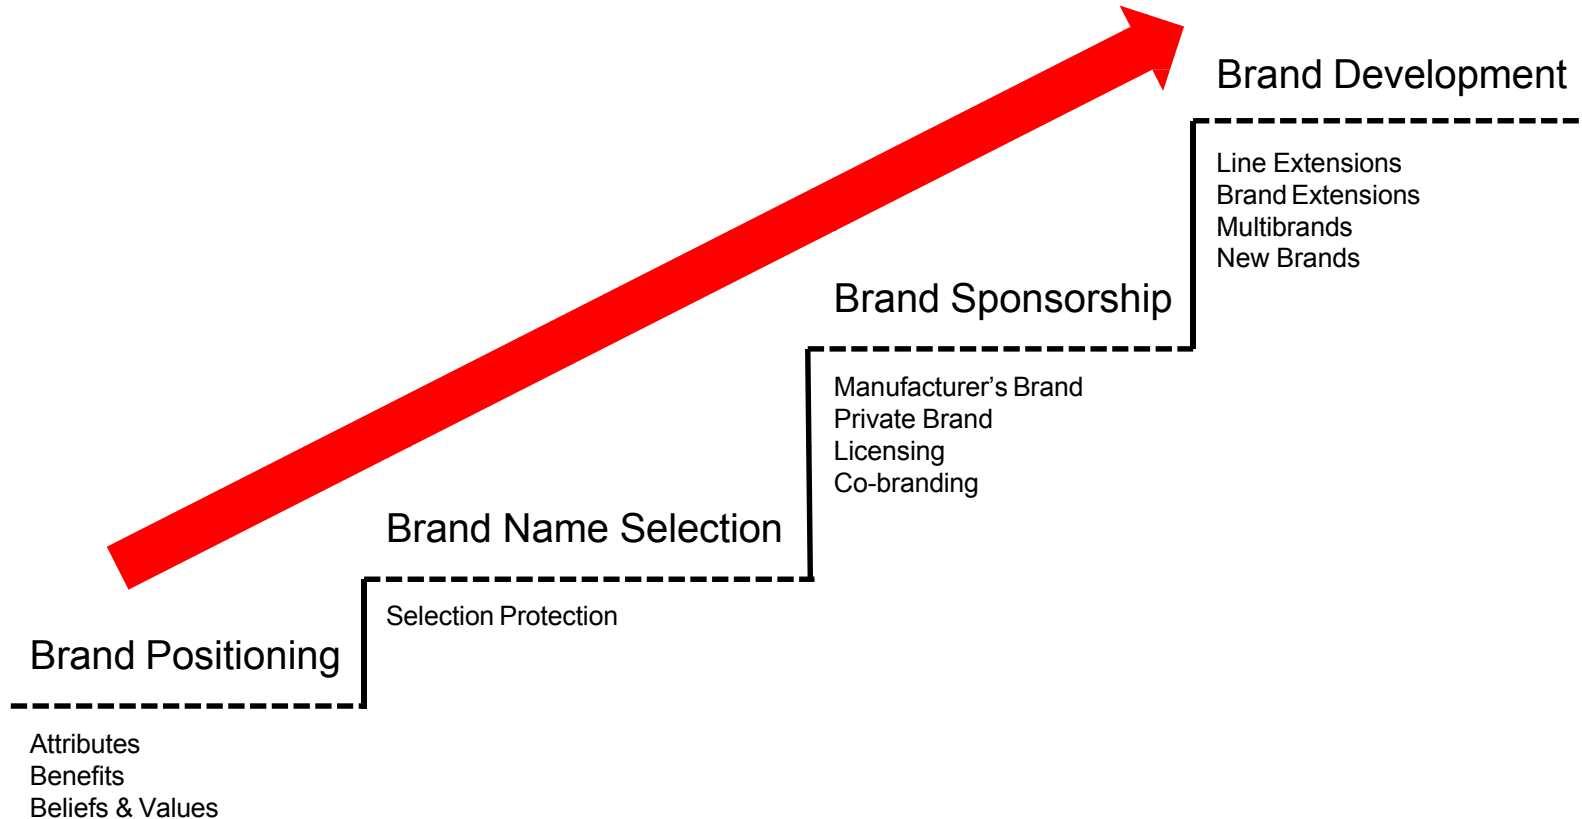 Brand Development
Line Extensions
Brand Extensions
Multibrands
New Brands
Brand Sponsorship
Manufacturer’s Brand
Private Brand
Licensing
Co-branding
Brand Name Selection
Selection Protection
Brand Positioning
Attributes
Benefits
Beliefs & Values